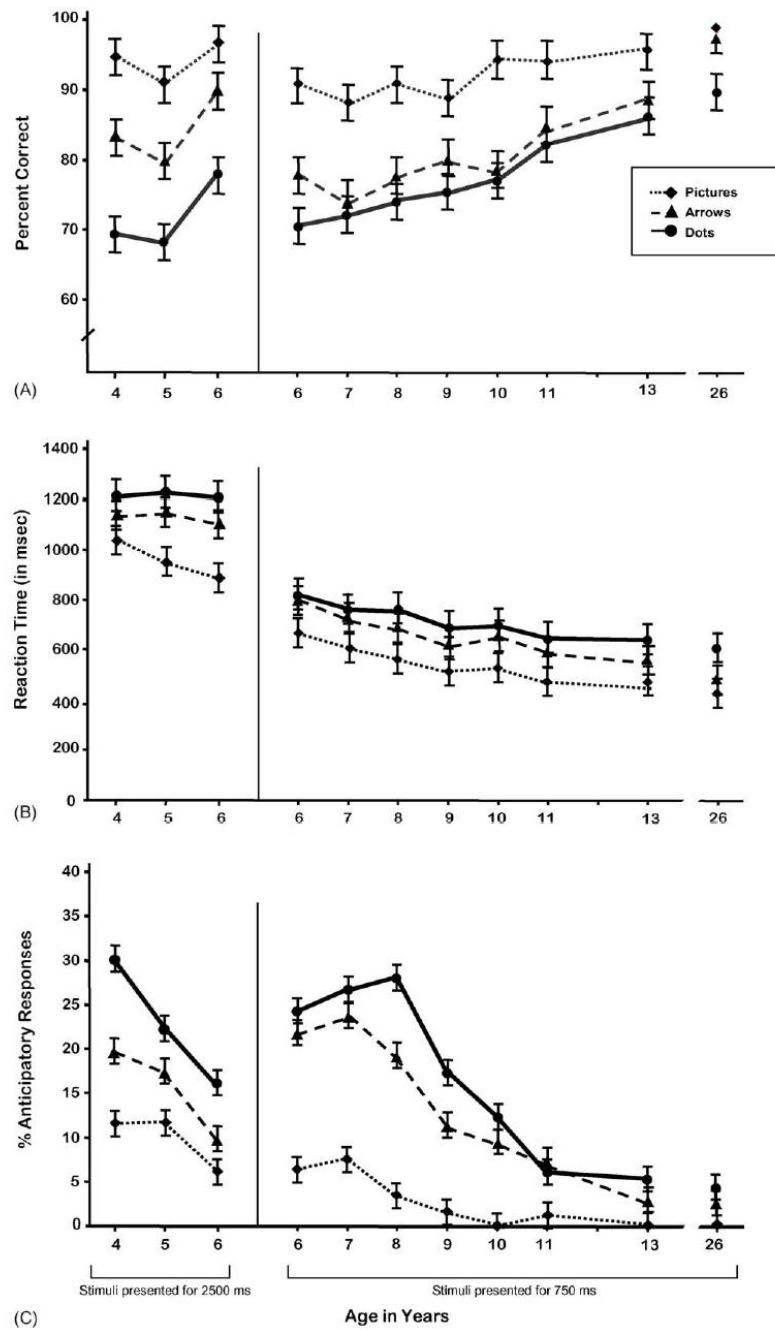 100
90
80
70
60
Percent Correct
Pictures
Arrows
Dots
(A)
4 5 6 6 7 8 9 10 11 13 26
1400
1200
1000
800
600
400
200
0
Reaction Time (in msec)
(B)
4 5 6 6 7 8 9 10 11 13 26
40
35
30
25
20
15
10
5
0
% Anticipatory Responses
4 5 6 6 7 8 9 10 11 13 26
Stimuli presented for 2500 ms Stimuli presented for 750 ms
(C) Age in Years